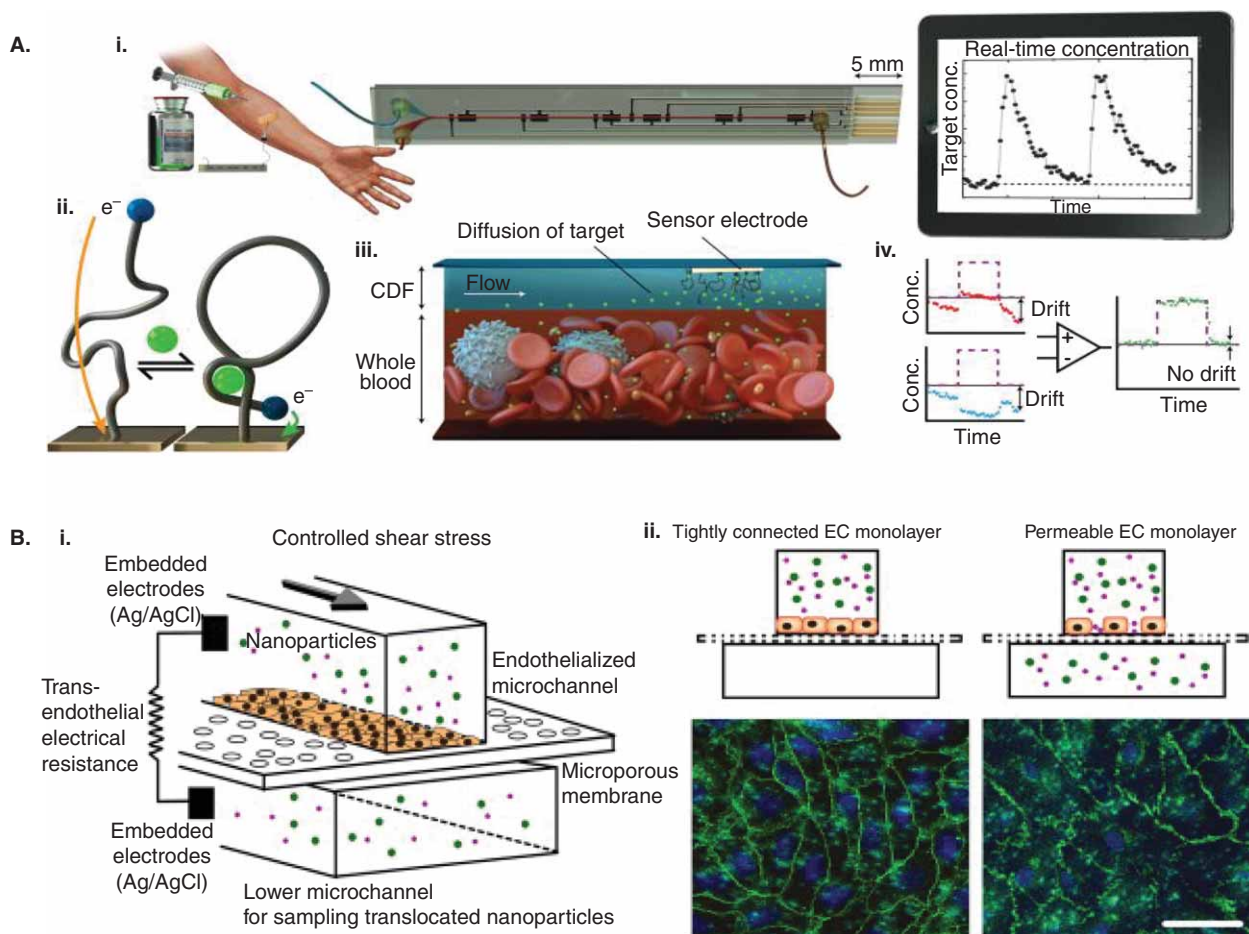 A.
i.
5 mm
Real-time concentration
Target conc.
Time
ii.
e⁻
e⁻
iii.
Diffusion of target
Sensor electrode
CDF
Flow
Whole
blood
iv.
Conc.
Drift
Conc.
Drift
Time
+
-
No drift
Time
B.
i.
Controlled shear stress
Embedded
electrodes
(Ag/AgCl)
Nanoparticles
Endothelialized
microchannel
Trans-
endothelial
electrical
resistance
Microporous
membrane
Embedded
electrodes
(Ag/AgCl)
Lower microchannel
for sampling translocated nanoparticles
ii.
Tightly connected EC monolayer
Permeable EC monolayer